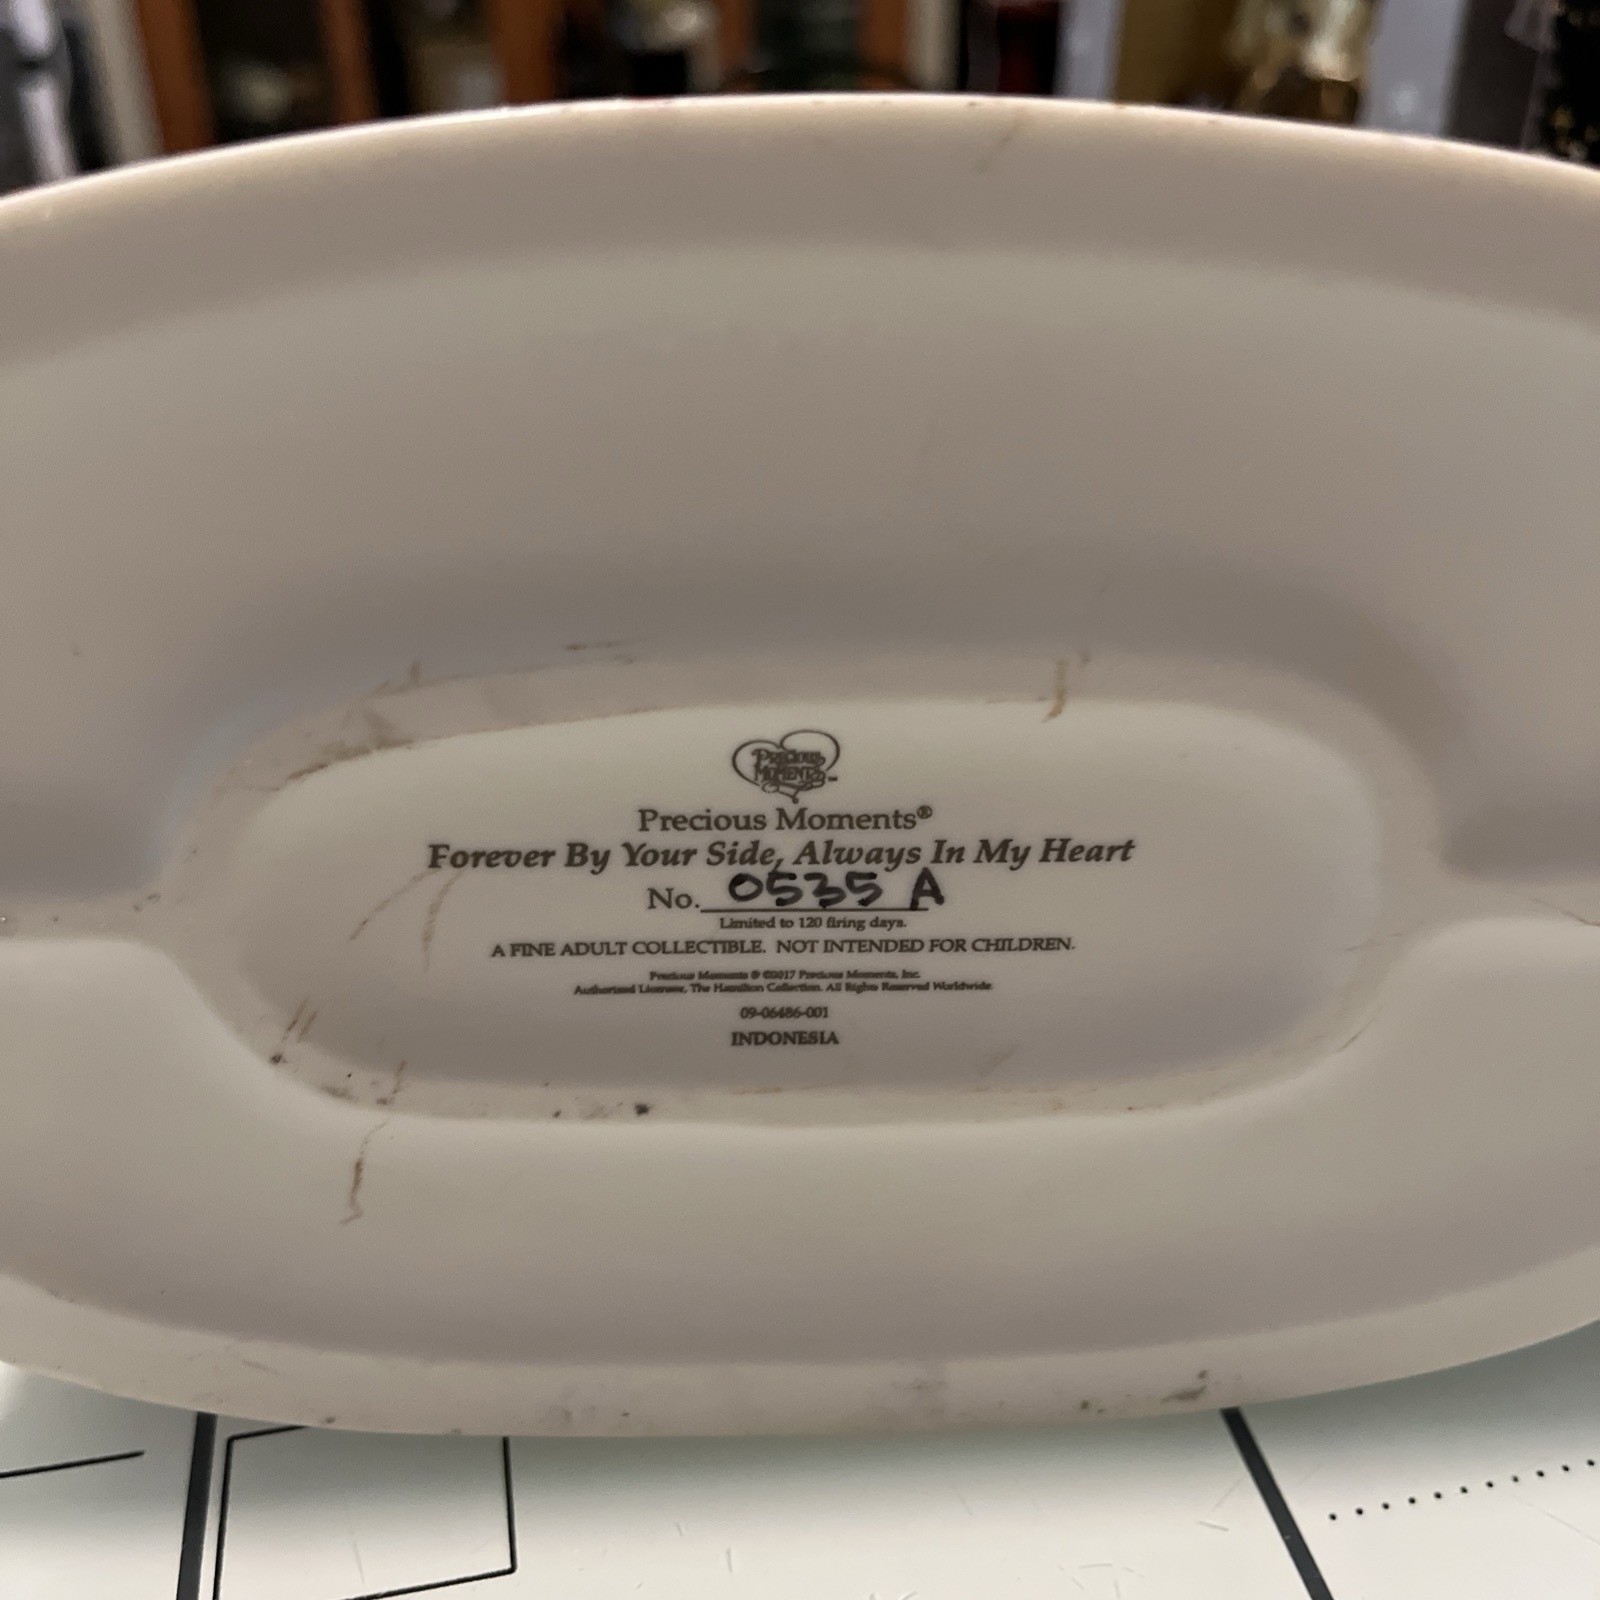 PRECIOUS
MOMENTS™
Precious Moments®
Forever By Your Side, Always In My Heart
No. 0535 A
Limited to 120 firing days.
A FINE ADULT COLLECTIBLE. NOT INTENDED FOR CHILDREN.
Precious Moments ® ©2017 Precious Moments, Inc.
Authorized Licensee, The Hamilton Collection. All Rights Reserved Worldwide
09-06486-001
INDONESIA